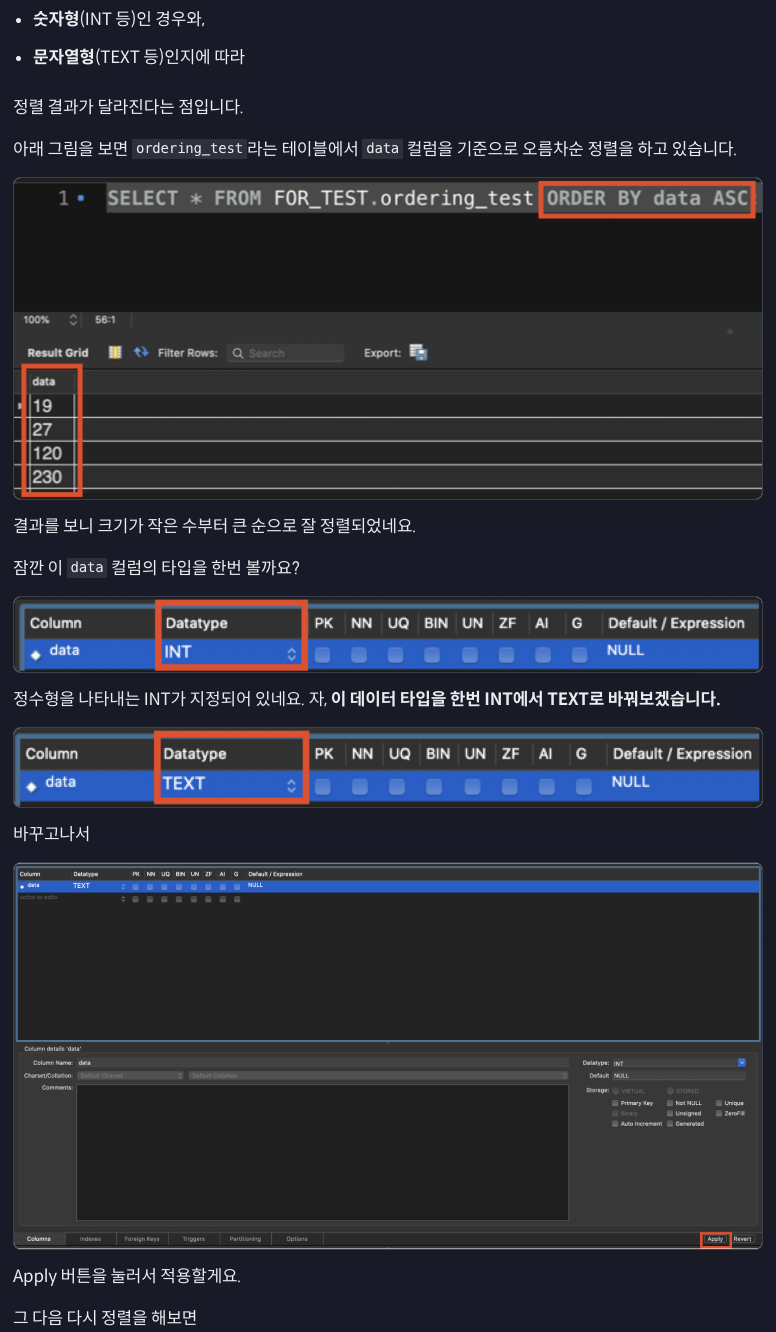 숫자형(INT 등)인 경우와,
문자열형(TEXT 등)인지에 따라
정렬 결과가 달라진다는 점입니다.
아래 그림을 보면 ordering_test라는 테이블에서 data 컬럼을 기준으로 오름차순 정렬을 하고 있습니다.
1 SELECT * FROM FOR_TEST.ordering_test ORDER BY data ASC;
100% 56:1
Result Grid Filter Rows: Search Export:
data
19
27
120
230
결과를 보니 크기가 작은 수부터 큰 순으로 잘 정렬되었네요.
잠깐 이 data 컬럼의 타입을 한번 볼까요?
Column Datatype PK NN UQ BIN UN ZF AI G Default / Expression
data INT NULL
정수형을 나타내는 INT가 지정되어 있네요. 자, 이 데이터 타입을 한번 INT에서 TEXT로 바꿔보겠습니다.
Column Datatype PK NN UQ BIN UN ZF AI G Default / Expression
data TEXT NULL
바꾸고나서
Column Datatype PK NN UQ BIN UN ZF AI G Default / Expression
data TEXT NULL
<click to edit>
Column details 'data'
Column Name: data Datatype: INT
Charset/Collation: Default Charset Default Collation Default NULL
Comments: Storage: VIRTUAL STORED
Primary Key Not NULL Unique
Binary Unsigned ZeroFill
Auto Increment Generated
Columns Indexes Foreign Keys Triggers Partitioning Options Apply Revert
Apply 버튼을 눌러서 적용할게요.
그 다음 다시 정렬을 해보면